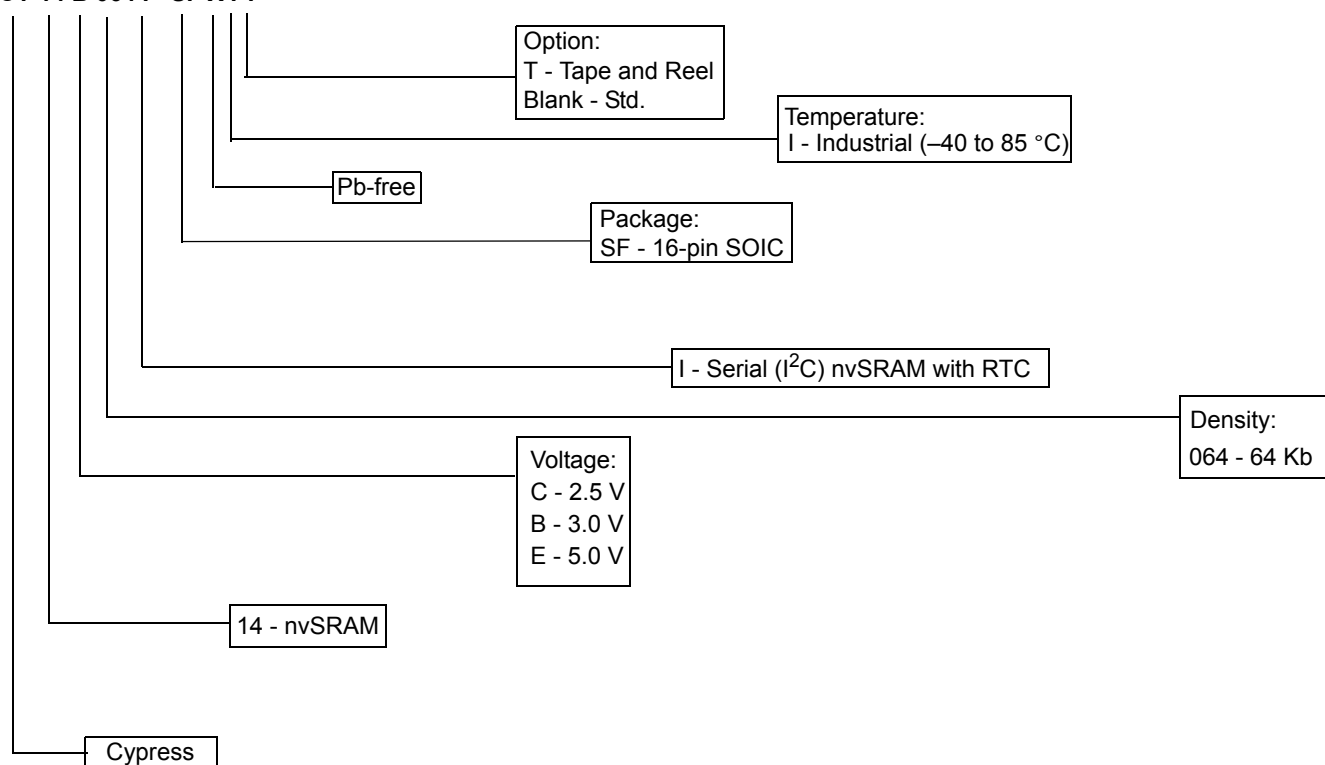 Option:
T - Tape and Reel
Blank - Std.
Temperature:
I - Industrial (–40 to 85 °C)
Pb-free
Package:
SF - 16-pin SOIC
I - Serial (I²C) nvSRAM with RTC
Density:
064 - 64 Kb
Voltage:
C - 2.5 V
B - 3.0 V
E - 5.0 V
14 - nvSRAM
Cypress